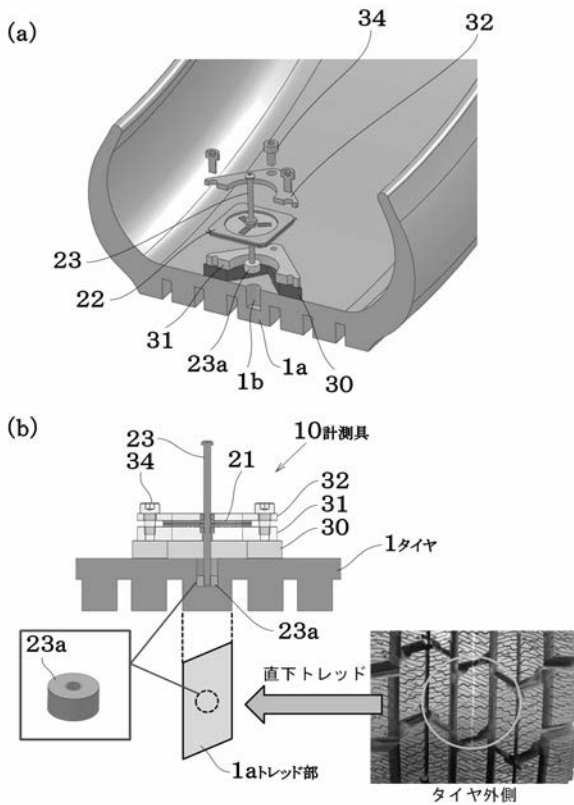 (a)
34
32
23
22
31
23a
1b
1a
30
(b)
23
34
21
10計測具
32
31
30
1タイヤ
23a
23a
直下トレッド
1aトレッド部
タイヤ外側